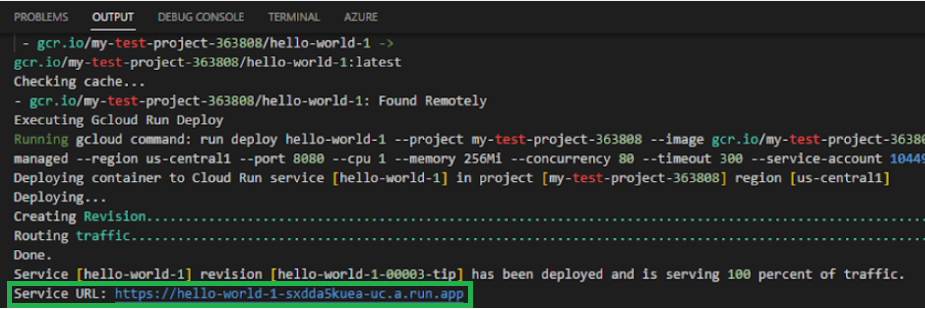 PROBLEMS OUTPUT DEBUG CONSOLE TERMINAL AZURE
- gcr.io/my-test-project-363808/hello-world-1 ->
gcr.io/my-test-project-363808/hello-world-1:latest
Checking cache...
- gcr.io/my-test-project-363808/hello-world-1: Found Remotely
Executing Gcloud Run Deploy
Running gcloud command: run deploy hello-world-1 --project my-test-project-363808 --image gcr.io/my-test-project-3638
managed --region us-central1 --port 8080 --cpu 1 --memory 256Mi --concurrency 80 --timeout 300 --service-account 10449
Deploying container to Cloud Run service [hello-world-1] in project [my-test-project-363808] region [us-central1]
Deploying...
Creating Revision........................................................................................................
Routing traffic..........................................................................................................
Done.
Service [hello-world-1] revision [hello-world-1-00003-tip] has been deployed and is serving 100 percent of traffic.
Service URL: https://hello-world-1-sxdda5kuea-uc.a.run.app